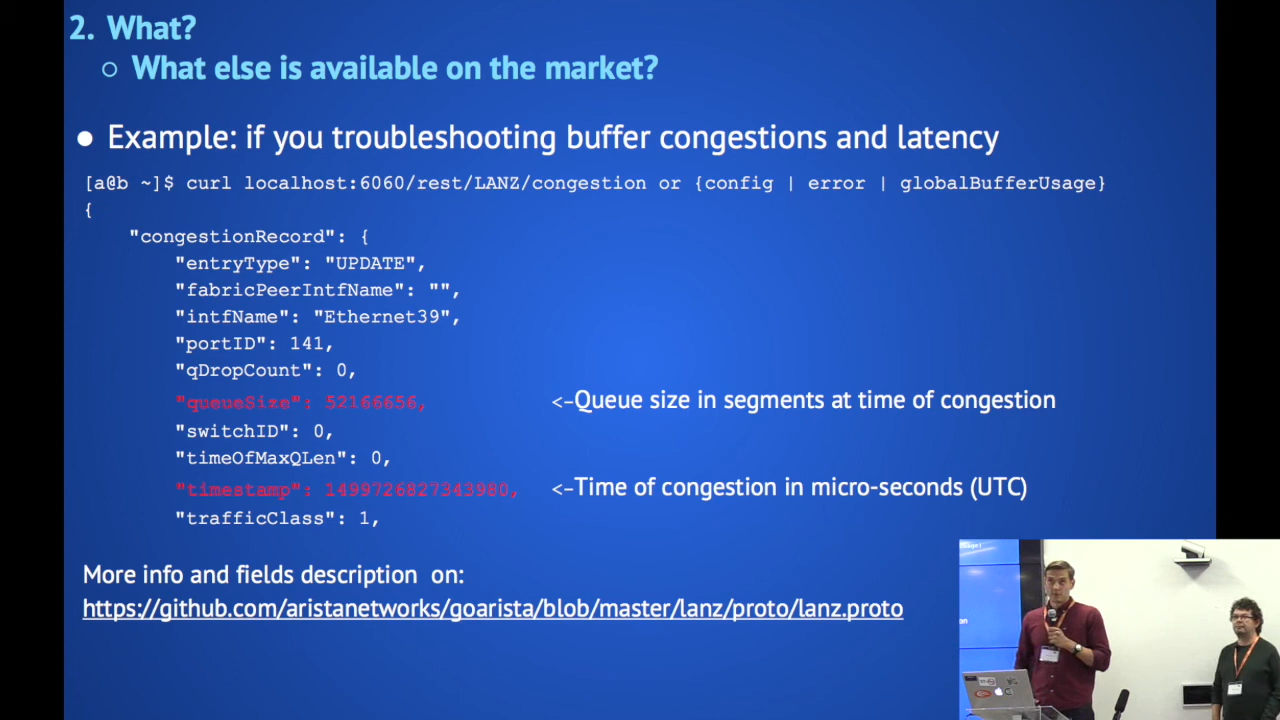 2. What?
○ What else is available on the market?
● Example: if you troubleshooting buffer congestions and latency
[a@b ~]$ curl localhost:6060/rest/LANZ/congestion or {config | error | globalBufferUsage}
{
"congestionRecord": {
"entryType": "UPDATE",
"fabricPeerIntfName": "",
"intfName": "Ethernet39",
"portID": 141,
"qDropCount": 0,
"queueSize": 52166656, <–Queue size in segments at time of congestion
"switchID": 0,
"timeOfMaxQLen": 0,
"timestamp": 1499726827343980, <–Time of congestion in micro-seconds (UTC)
"trafficClass": 1,
More info and fields description on:
https://github.com/aristanetworks/goarista/blob/master/lanz/proto/lanz.proto